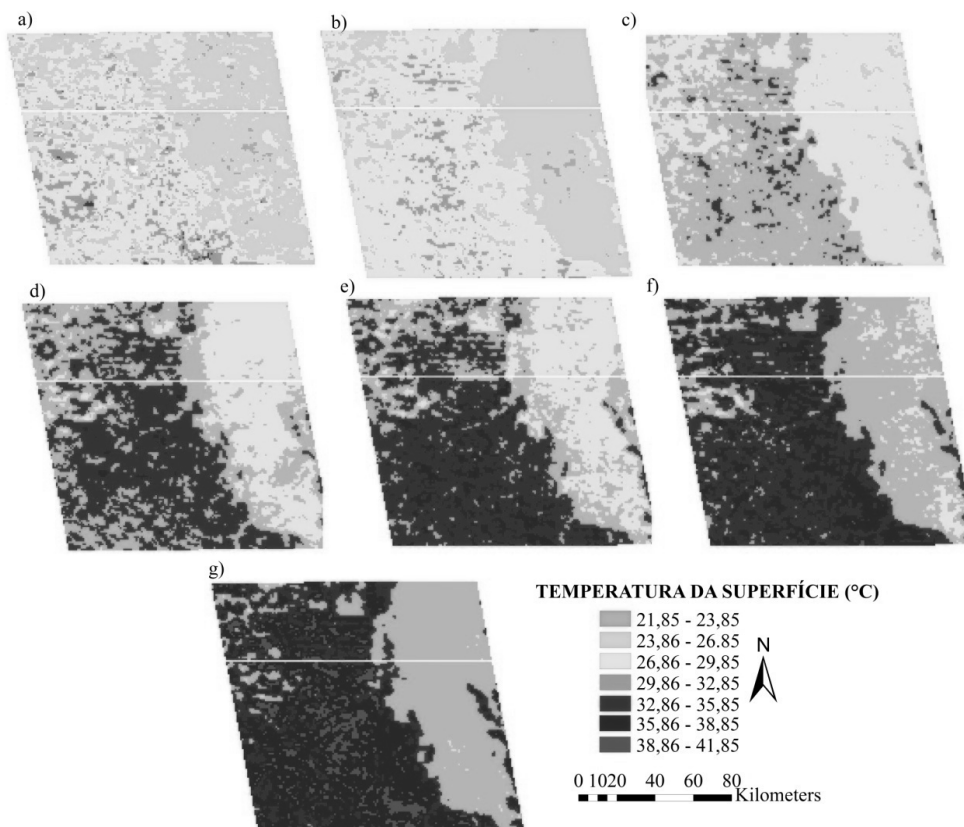 a)
b)
c)
d)
e)
f)
g)
TEMPERATURA DA SUPERFÍCIE (°C)
21,85 - 23,85
23,86 - 26.85
26,86 - 29,85
29,86 - 32,85
32,86 - 35,85
35,86 - 38,85
38,86 - 41,85
N
0 1020 40 60 80
Kilometers